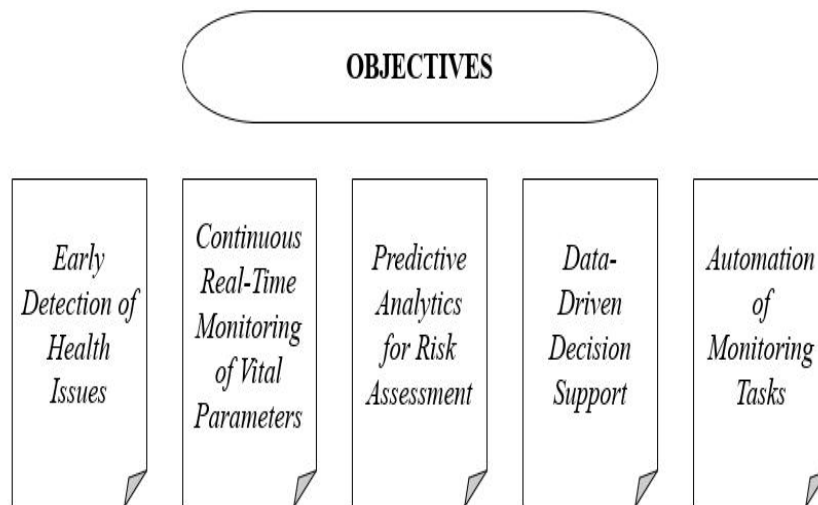 OBJECTIVES
Early
Detection of
Health
Issues
Continuous
Real-Time
Monitoring
of Vital
Parameters
Predictive
Analytics
for Risk
Assessment
Data-
Driven
Decision
Support
Automation
of
Monitoring
Tasks